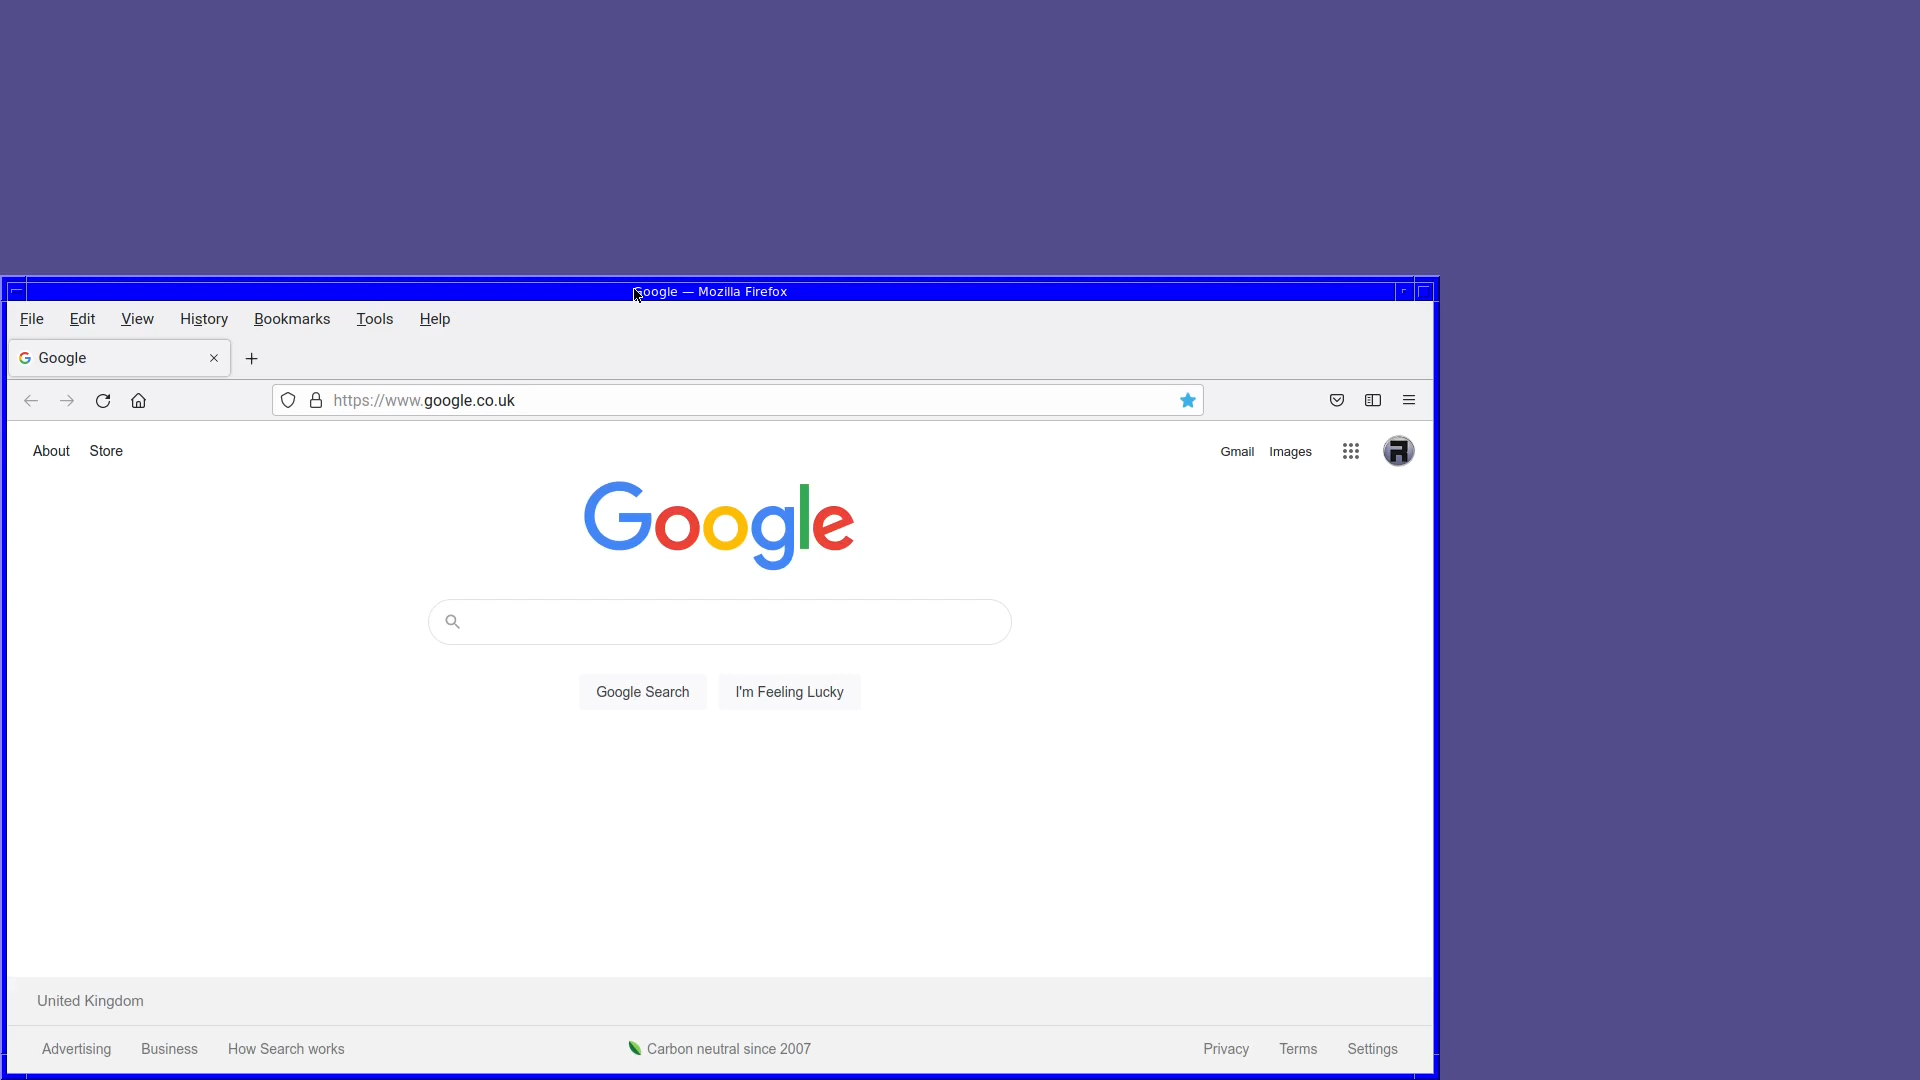 Google — Mozilla Firefox
File Edit View History Bookmarks Tools Help
Google
https://www.google.co.uk
About Store Gmail Images
Google
Google Search I'm Feeling Lucky
United Kingdom
Advertising Business How Search works Carbon neutral since 2007 Privacy Terms Settings